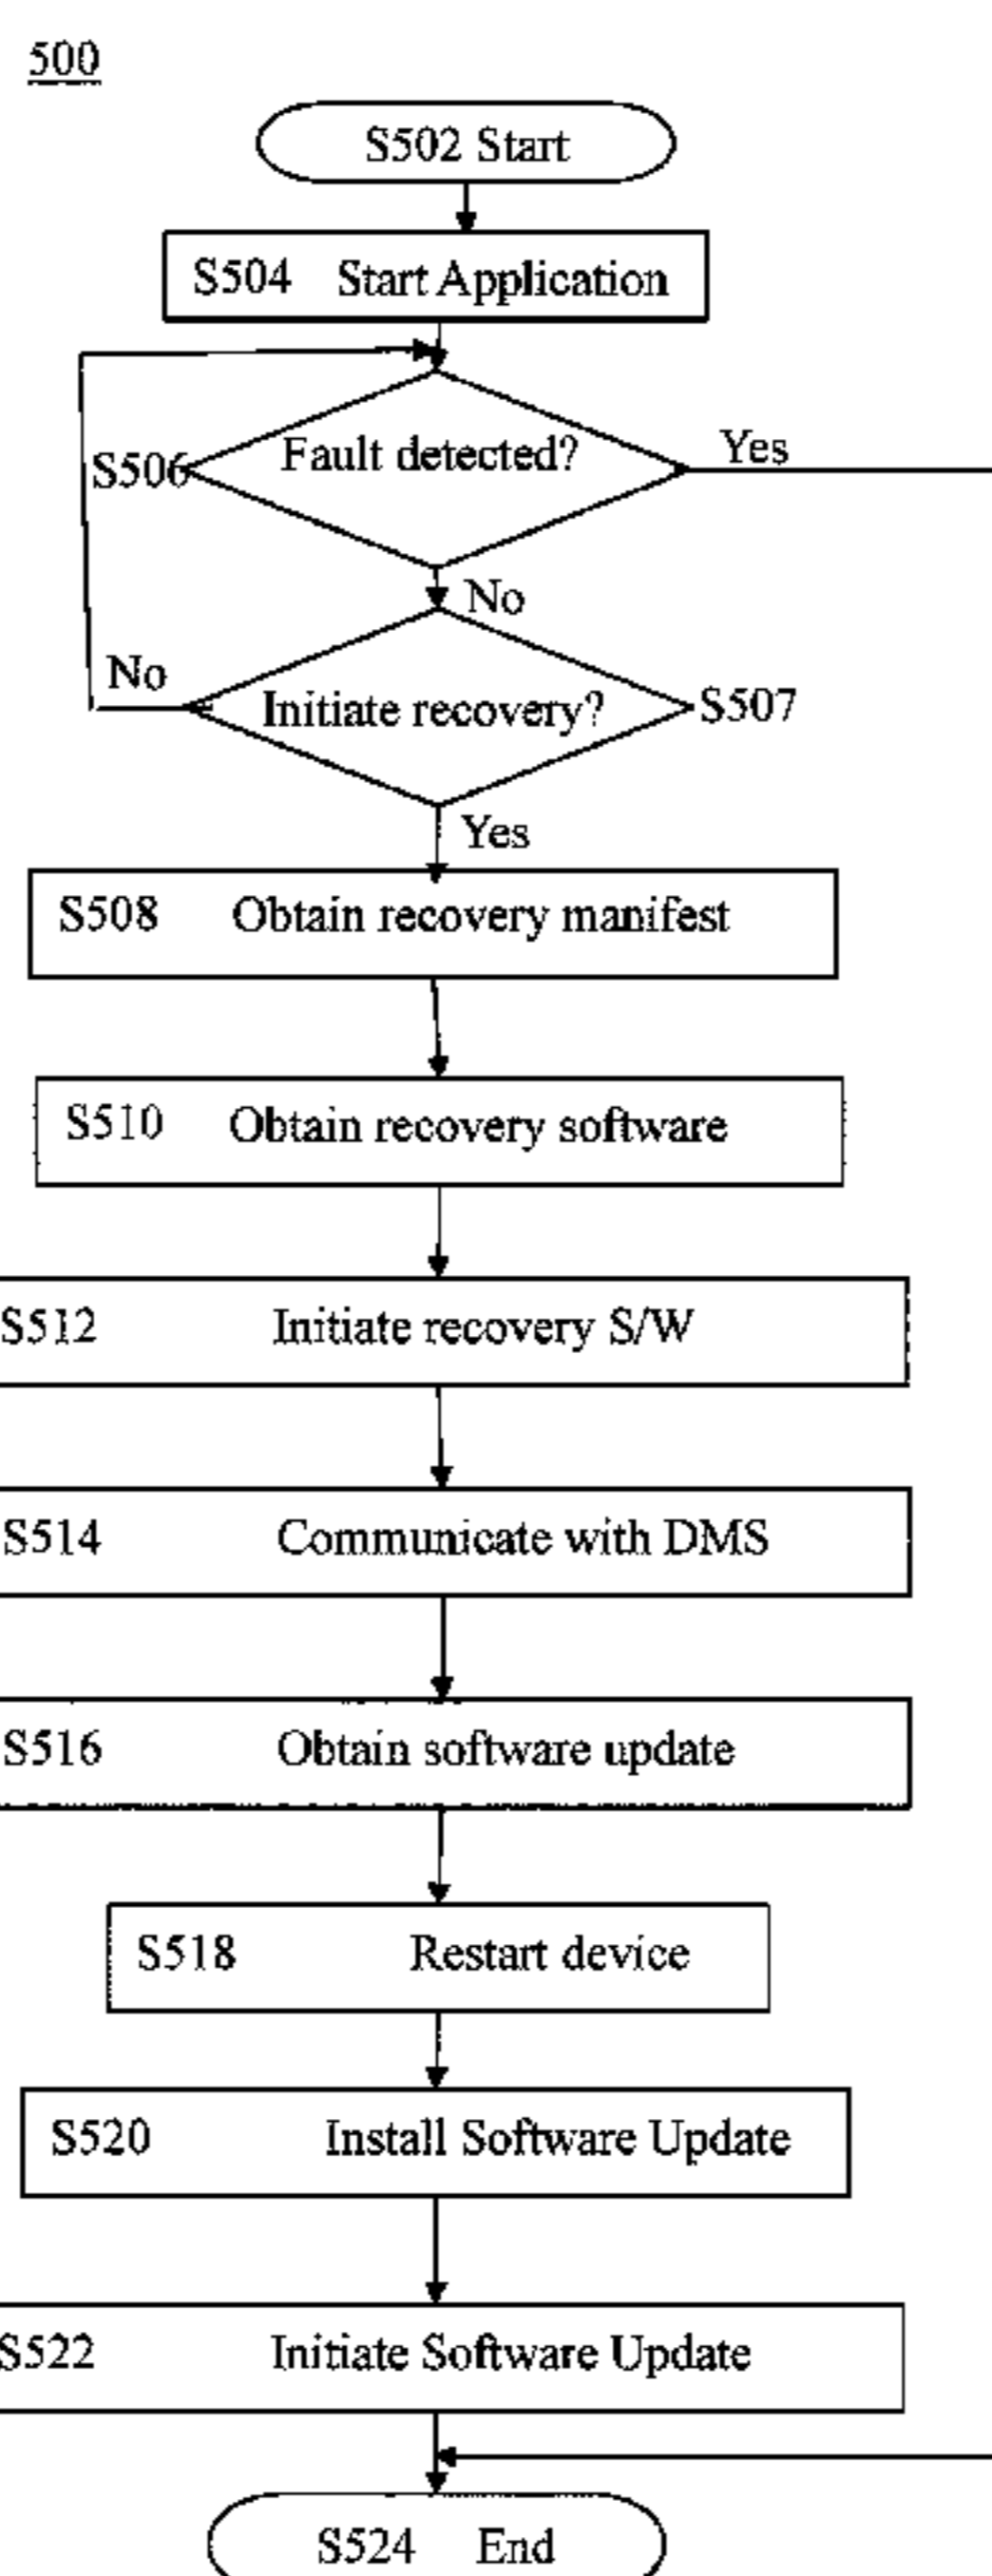 500
S502 Start
S504 Start Application
Fault detected?
Yes
S506
No
No
Initiate recovery?
S507
Yes
S508 Obtain recovery manifest
S510 Obtain recovery software
S512 Initiate recovery S/W
S514 Communicate with DMS
S516 Obtain software update
S518 Restart device
S520 Install Software Update
S522 Initiate Software Update
S524 End